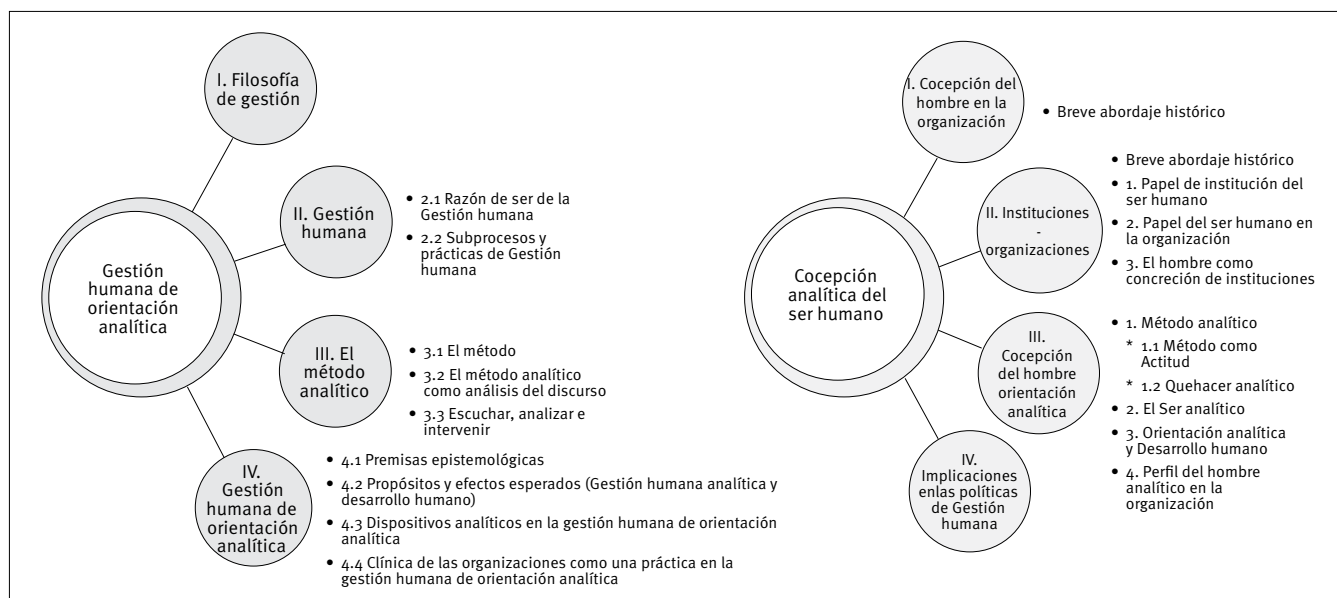 I. Filosofía
de gestión
II. Gestión
humana
• 2.1 Razón de ser de la
Gestión humana
• 2.2 Subprocesos y
prácticas de Gestión
humana
Gestión
humana de
orientación
analítica
III. El
método
analítico
• 3.1 El método
• 3.2 El método analítico
como análisis del discurso
• 3.3 Escuchar, analizar e
intervenir
IV.
Gestión
humana de
orientación
analítica
• 4.1 Premisas epistemológicas
• 4.2 Propósitos y efectos esperados (Gestión humana analítica y
desarrollo humano)
• 4.3 Dispositivos analíticos en la gestión humana de orientación
analítica
• 4.4 Clínica de las organizaciones como una práctica en la
gestión humana de orientación analítica
I. Cocepción del
hombre en la
organización
• Breve abordaje histórico
II. Instituciones
-
organizaciones
• Breve abordaje histórico
• 1. Papel de institución del
ser humano
• 2. Papel del ser humano en
la organización
• 3. El hombre como
concreción de instituciones
Cocepción
analítica del
ser humano
III.
Cocepción
del hombre
orientación
analítica
• 1. Método analítico
* 1.1 Método como
Actitud
* 1.2 Quehacer analítico
• 2. El Ser analítico
• 3. Orientación analítica
y Desarrollo humano
• 4. Perfil del hombre
analítico en la
organización
IV.
Implicaciones
enlas políticas
de Gestión
humana